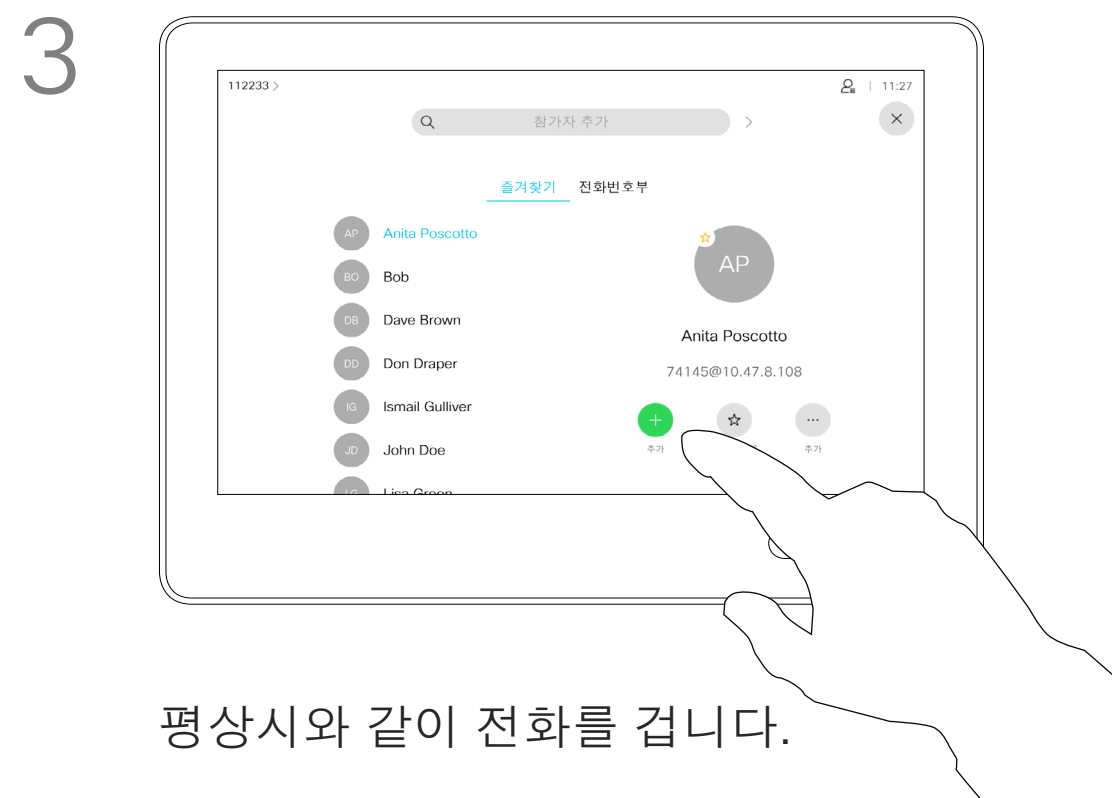 3
112233 >
11:27
참가자 추가
즐겨찾기 전화번호부
AP Anita Poscotto
BO Bob
DB Dave Brown
DD Don Draper
IG Ismail Gulliver
JD John Doe
LG Lisa Green
AP
Anita Poscotto
74145@10.47.8.108
추가
추가
평상시와 같이 전화를 겁니다.